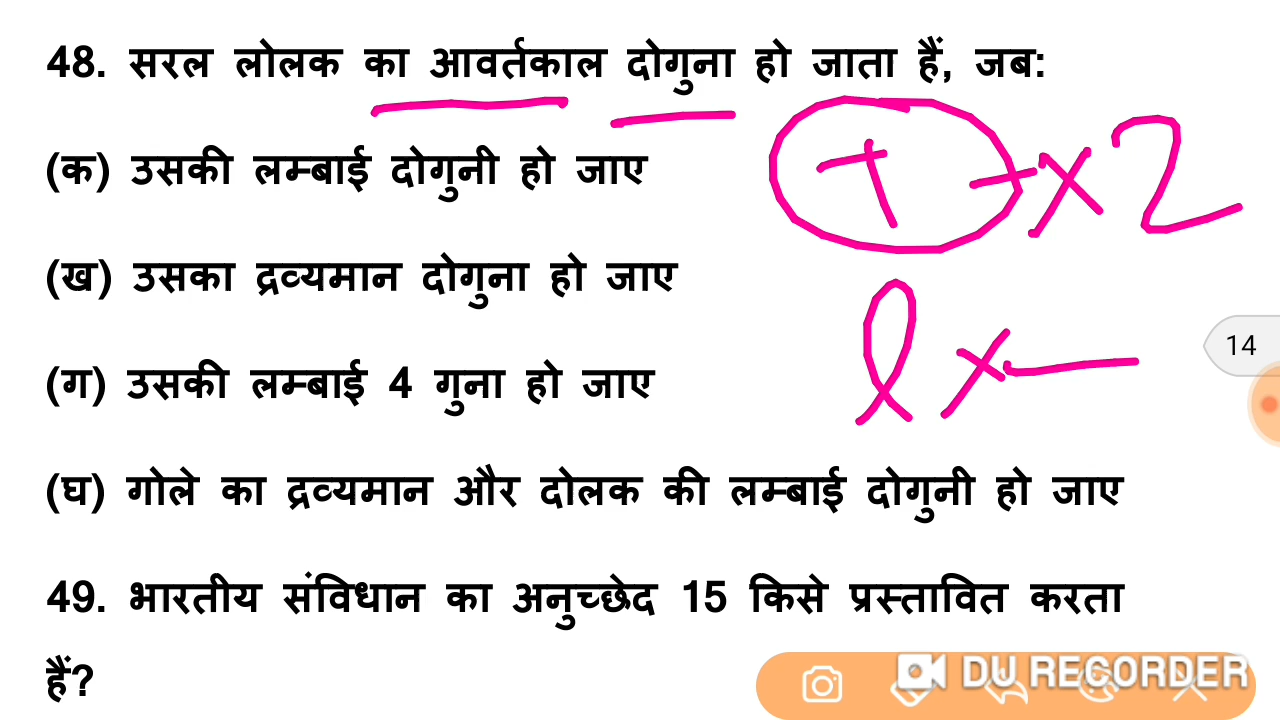 48. सरल लोलक का आवर्तकाल दोगुना हो जाता हैं, जब:
(क) उसकी लम्बाई दोगुनी हो जाए
T × 2
(ख) उसका द्रव्यमान दोगुना हो जाए
l ×
14
(ग) उसकी लम्बाई 4 गुना हो जाए
(घ) गोले का द्रव्यमान और दोलक की लम्बाई दोगुनी हो जाए
49. भारतीय संविधान का अनुच्छेद 15 किसे प्रस्तावित करता
हैं?
DU RECORDER